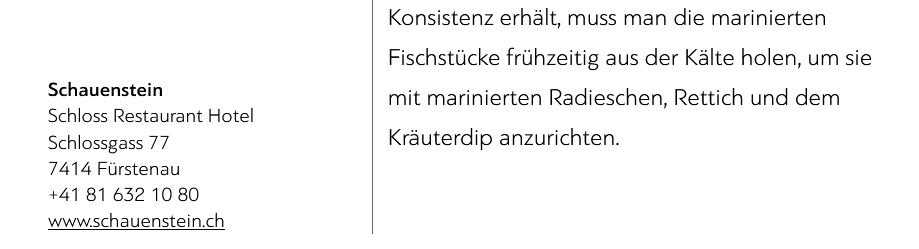 Schauenstein
Schloss Restaurant Hotel
Schlossgass 77
7414 Fürstenau
+41 81 632 10 80
www.schauenstein.ch
Konsistenz erhält, muss man die marinierten
Fischstücke frühzeitig aus der Kälte holen, um sie
mit marinierten Radieschen, Rettich und dem
Kräuterdip anzurichten.